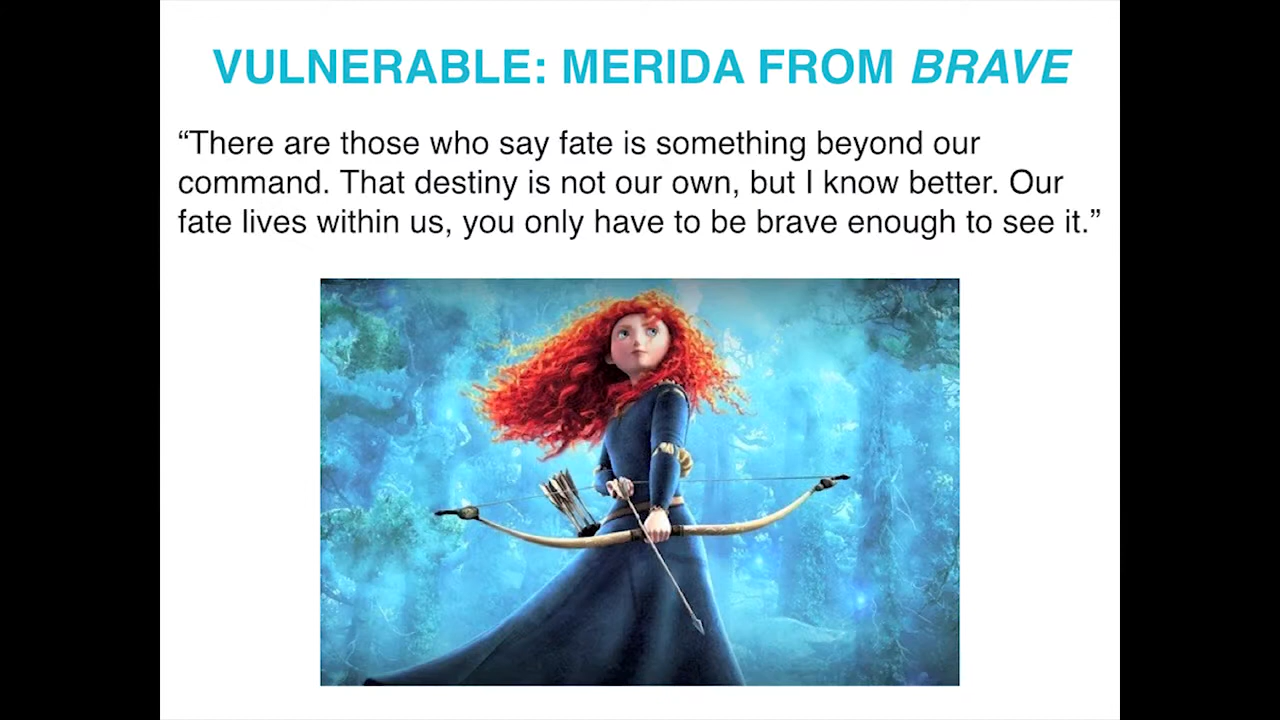 VULNERABLE: MERIDA FROM BRAVE
“There are those who say fate is something beyond our
command. That destiny is not our own, but I know better. Our
fate lives within us, you only have to be brave enough to see it.”